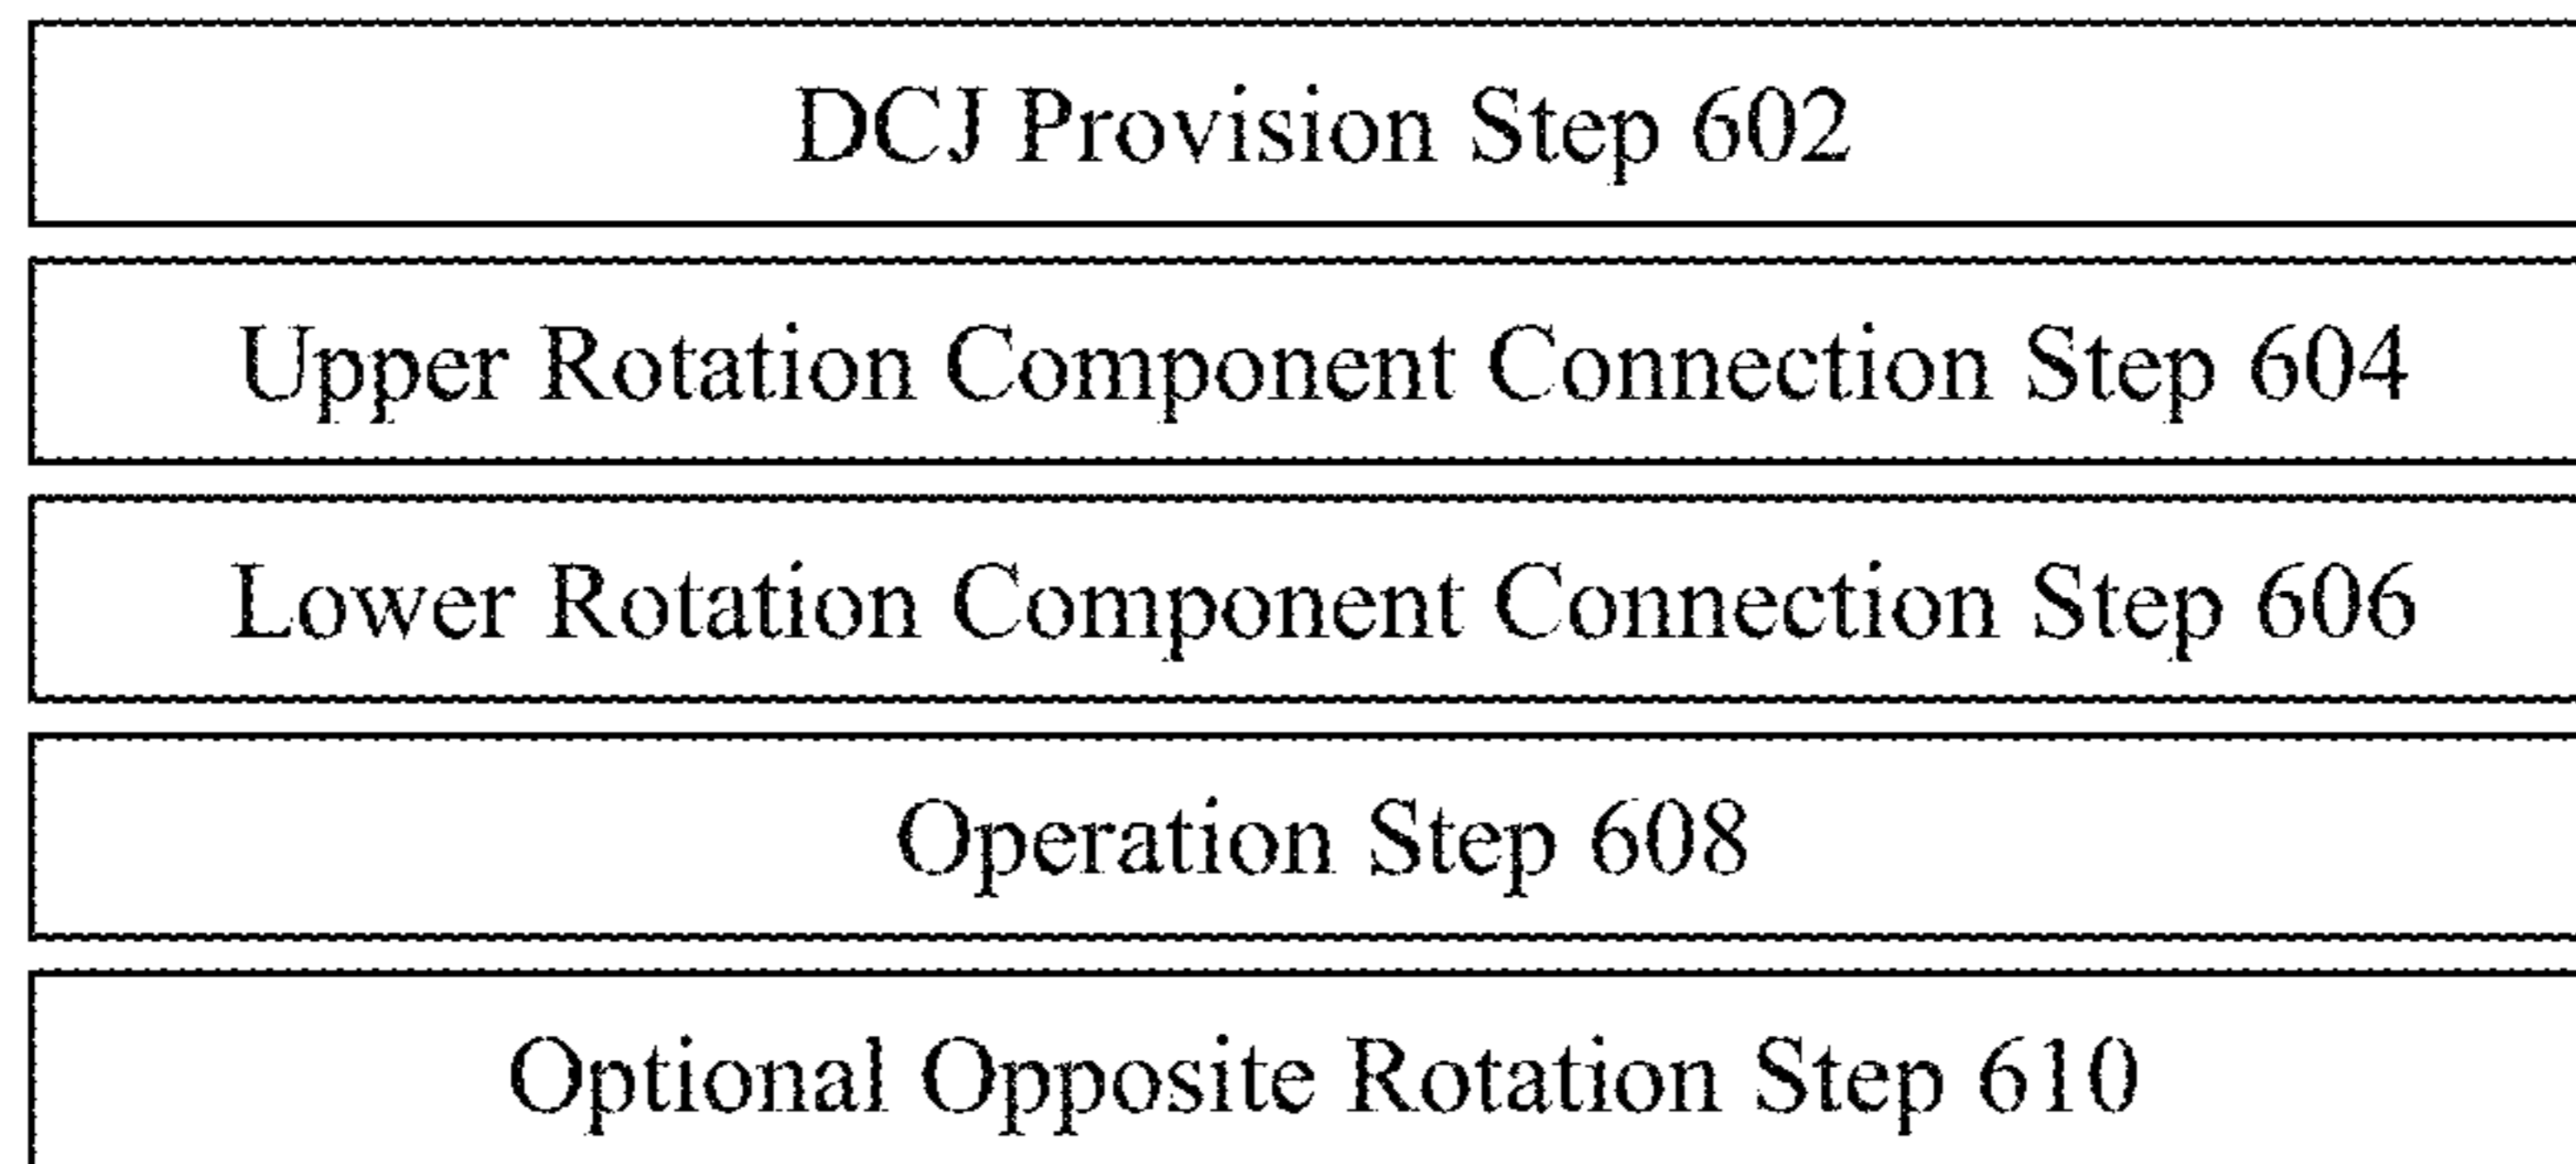 DCJ Provision Step 602
Upper Rotation Component Connection Step 604
Lower Rotation Component Connection Step 606
Operation Step 608
Optional Opposite Rotation Step 610